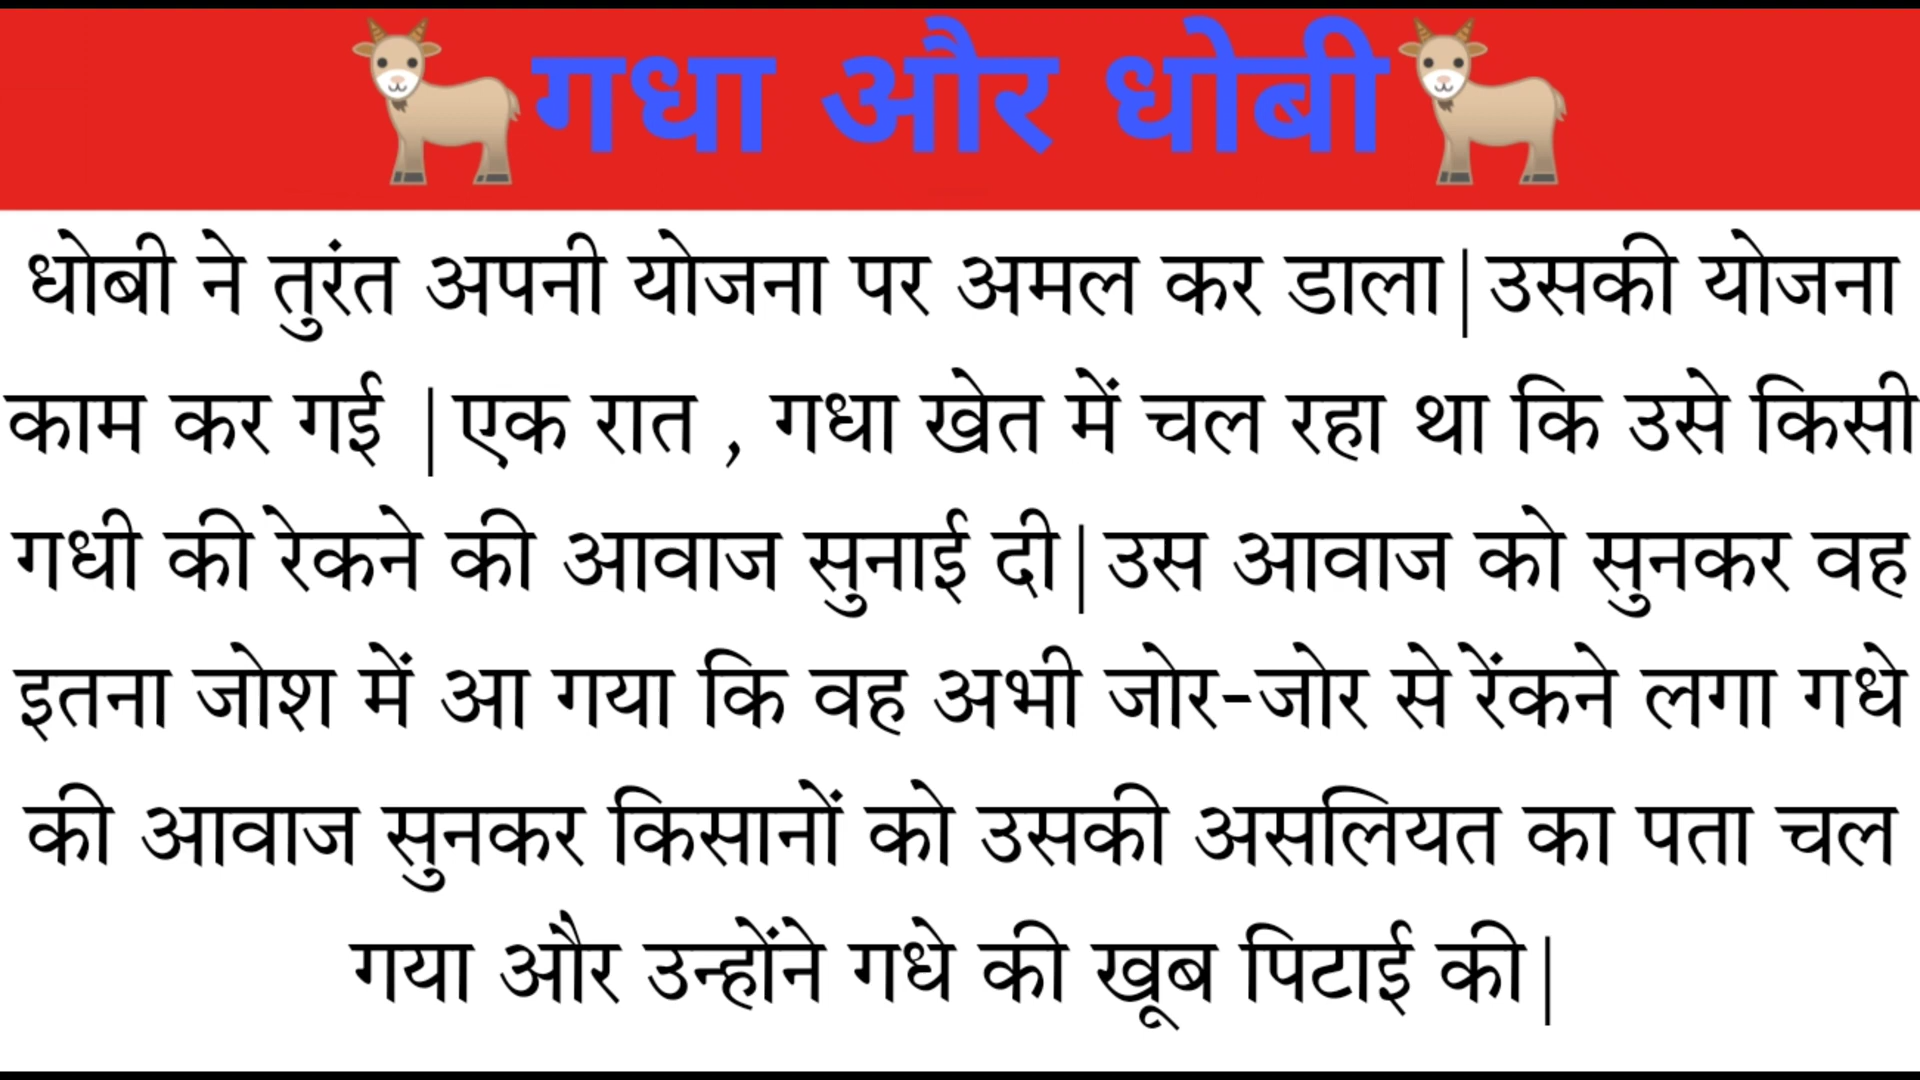 गधा और धोबी
धोबी ने तुरंत अपनी योजना पर अमल कर डाला|उसकी योजना
काम कर गई |एक रात , गधा खेत में चल रहा था कि उसे किसी
गधी की रेकने की आवाज सुनाई दी|उस आवाज को सुनकर वह
इतना जोश में आ गया कि वह अभी जोर-जोर से रेंकने लगा गधे
की आवाज सुनकर किसानों को उसकी असलियत का पता चल
गया और उन्होंने गधे की खूब पिटाई की|